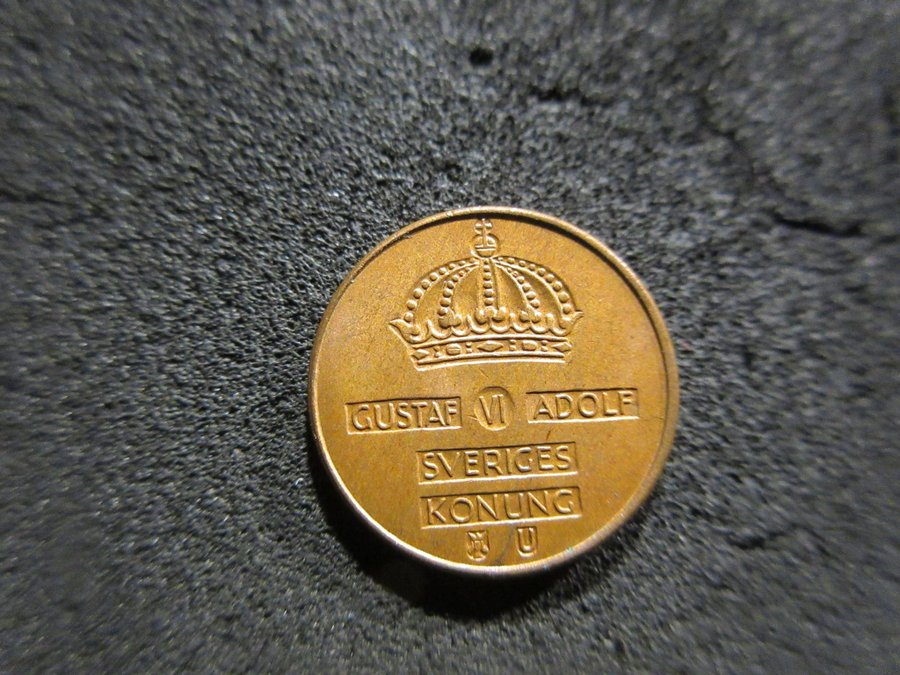 GUSTAF VI ADOLF
SVERIGES
KONUNG
U